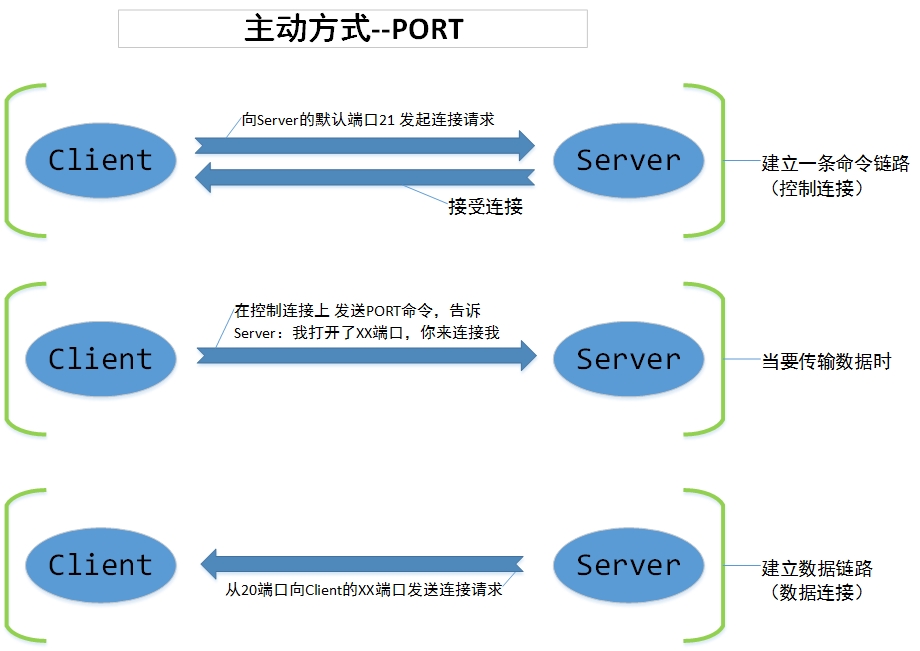 主动方式--PORT
向Server的默认端口21 发起连接请求
Client
Server
建立一条命令链路
（控制连接）
接受连接
在控制连接上 发送PORT命令，告诉
Server：我打开了XX端口，你来连接我
Client
Server
当要传输数据时
Client
Server
建立数据链路
（数据连接）
从20端口向Client的XX端口发送连接请求